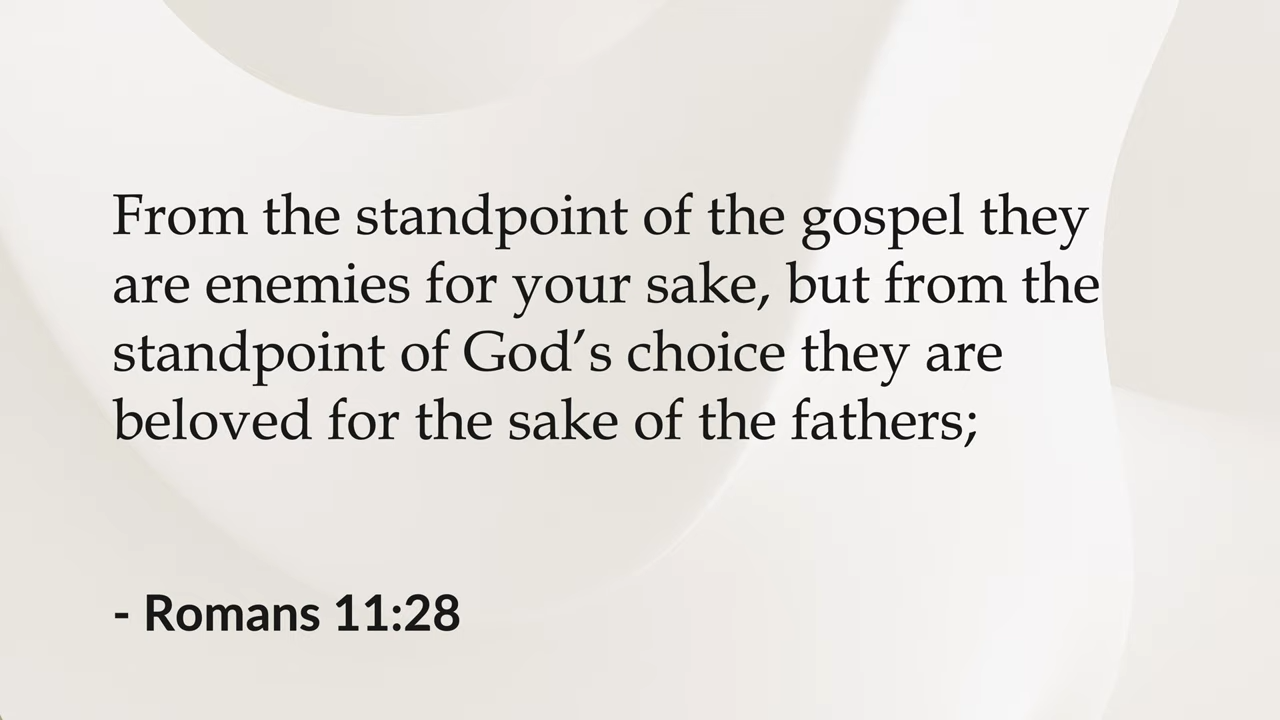 From the standpoint of the gospel they
are enemies for your sake, but from the
standpoint of God′s choice they are
beloved for the sake of the fathers;
- Romans 11:28